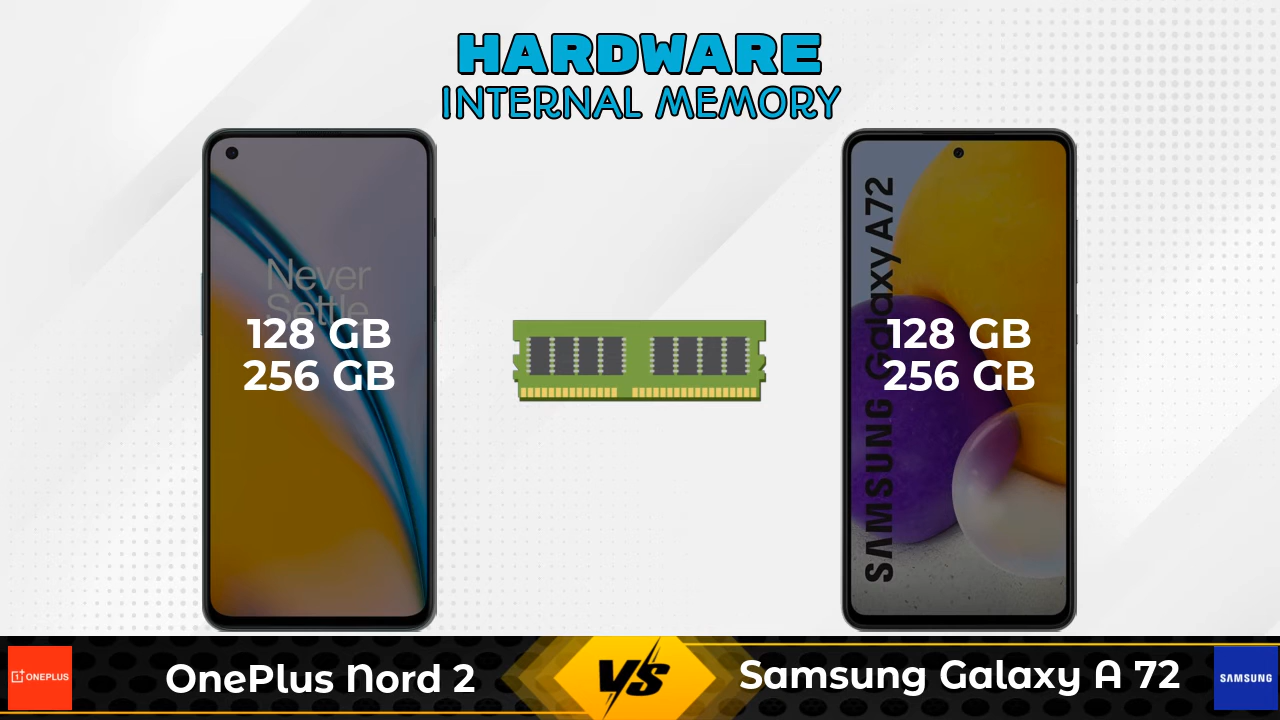 HARDWARE
INTERNAL MEMORY
Never
Settle
128 GB
256 GB
SAMSUNG Galaxy A72
128 GB
256 GB
ONEPLUS
OnePlus Nord 2
VS
Samsung Galaxy A 72
SAMSUNG